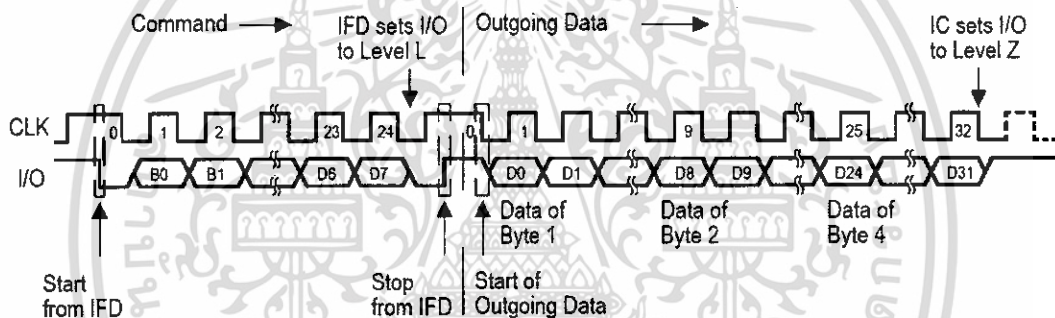 Command
IFD sets I/O
to Level L
Outgoing Data
IC sets I/O
to Level Z
CLK
0
1
2
23
24
0
1
9
25
32
I/O
B0
B1
D6
D7
D0
D1
D8
D9
D24
D31
Data of
Byte 1
Data of
Byte 2
Data of
Byte 4
Start
from IFD
Stop
from IFD
Start of
Outgoing Data